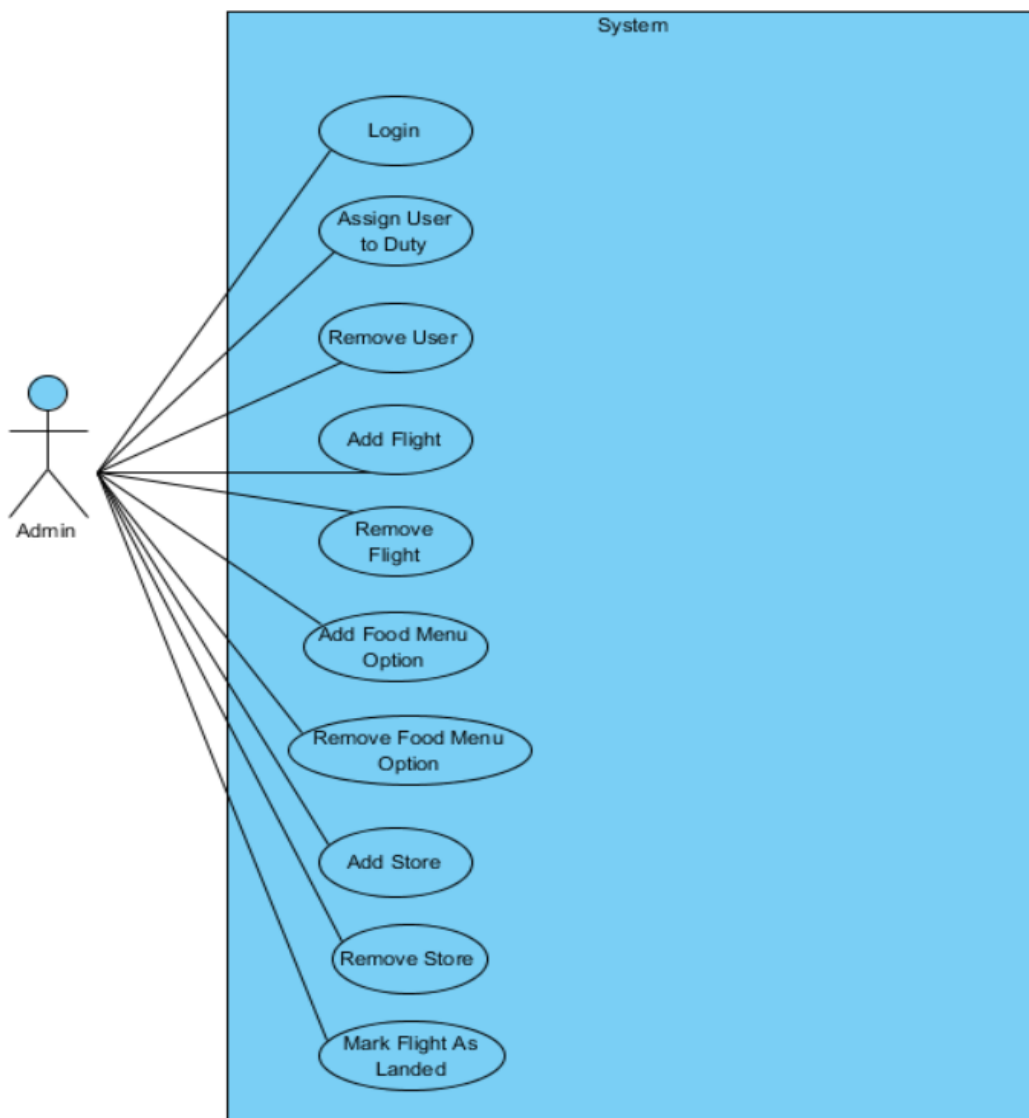 System
Login
Assign User
to Duty
Remove User
Add Flight
Remove
Flight
Admin
Add Food Menu
Option
Remove Food Menu
Option
Add Store
Remove Store
Mark Flight As
Landed